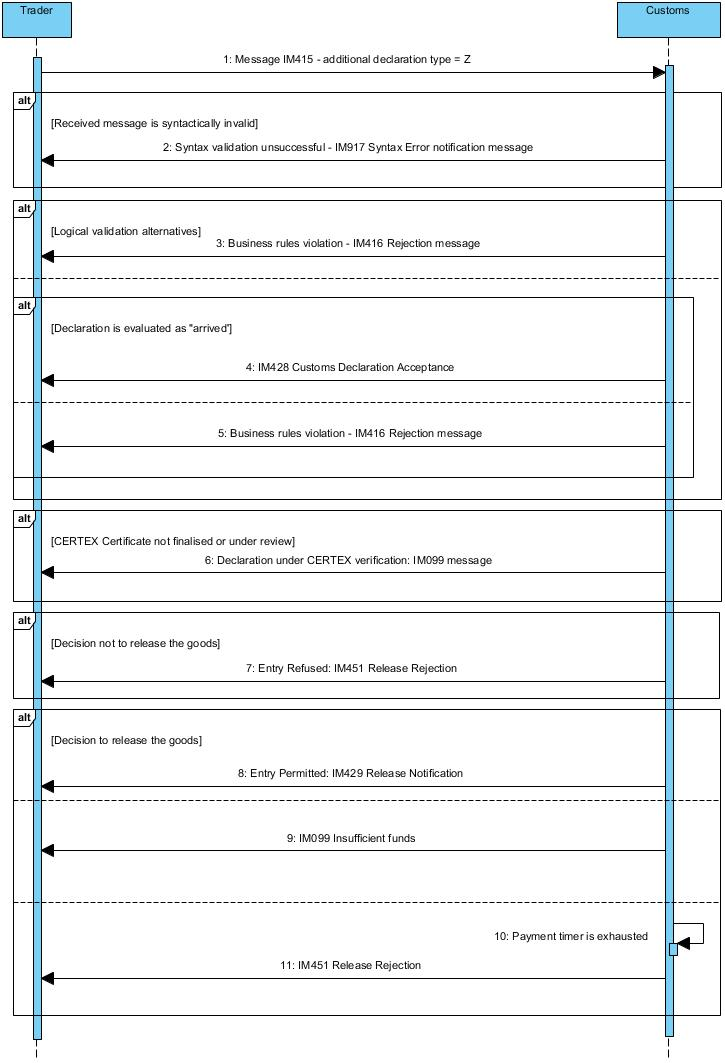 Trader
Customs
1: Message IM415 - additional declaration type = Z
alt
[Received message is syntactically invalid]
2: Syntax validation unsuccessful - IM917 Syntax Error notification message
alt
[Logical validation alternatives]
3: Business rules violation - IM416 Rejection message
alt
[Declaration is evaluated as "arrived"]
4: IM428 Customs Declaration Acceptance
5: Business rules violation - IM416 Rejection message
alt
[CERTEX Certificate not finalised or under review]
6: Declaration under CERTEX verification: IM099 message
alt
[Decision not to release the goods]
7: Entry Refused: IM451 Release Rejection
alt
[Decision to release the goods]
8: Entry Permitted: IM429 Release Notification
9: IM099 Insufficient funds
10: Payment timer is exhausted
11: IM451 Release Rejection